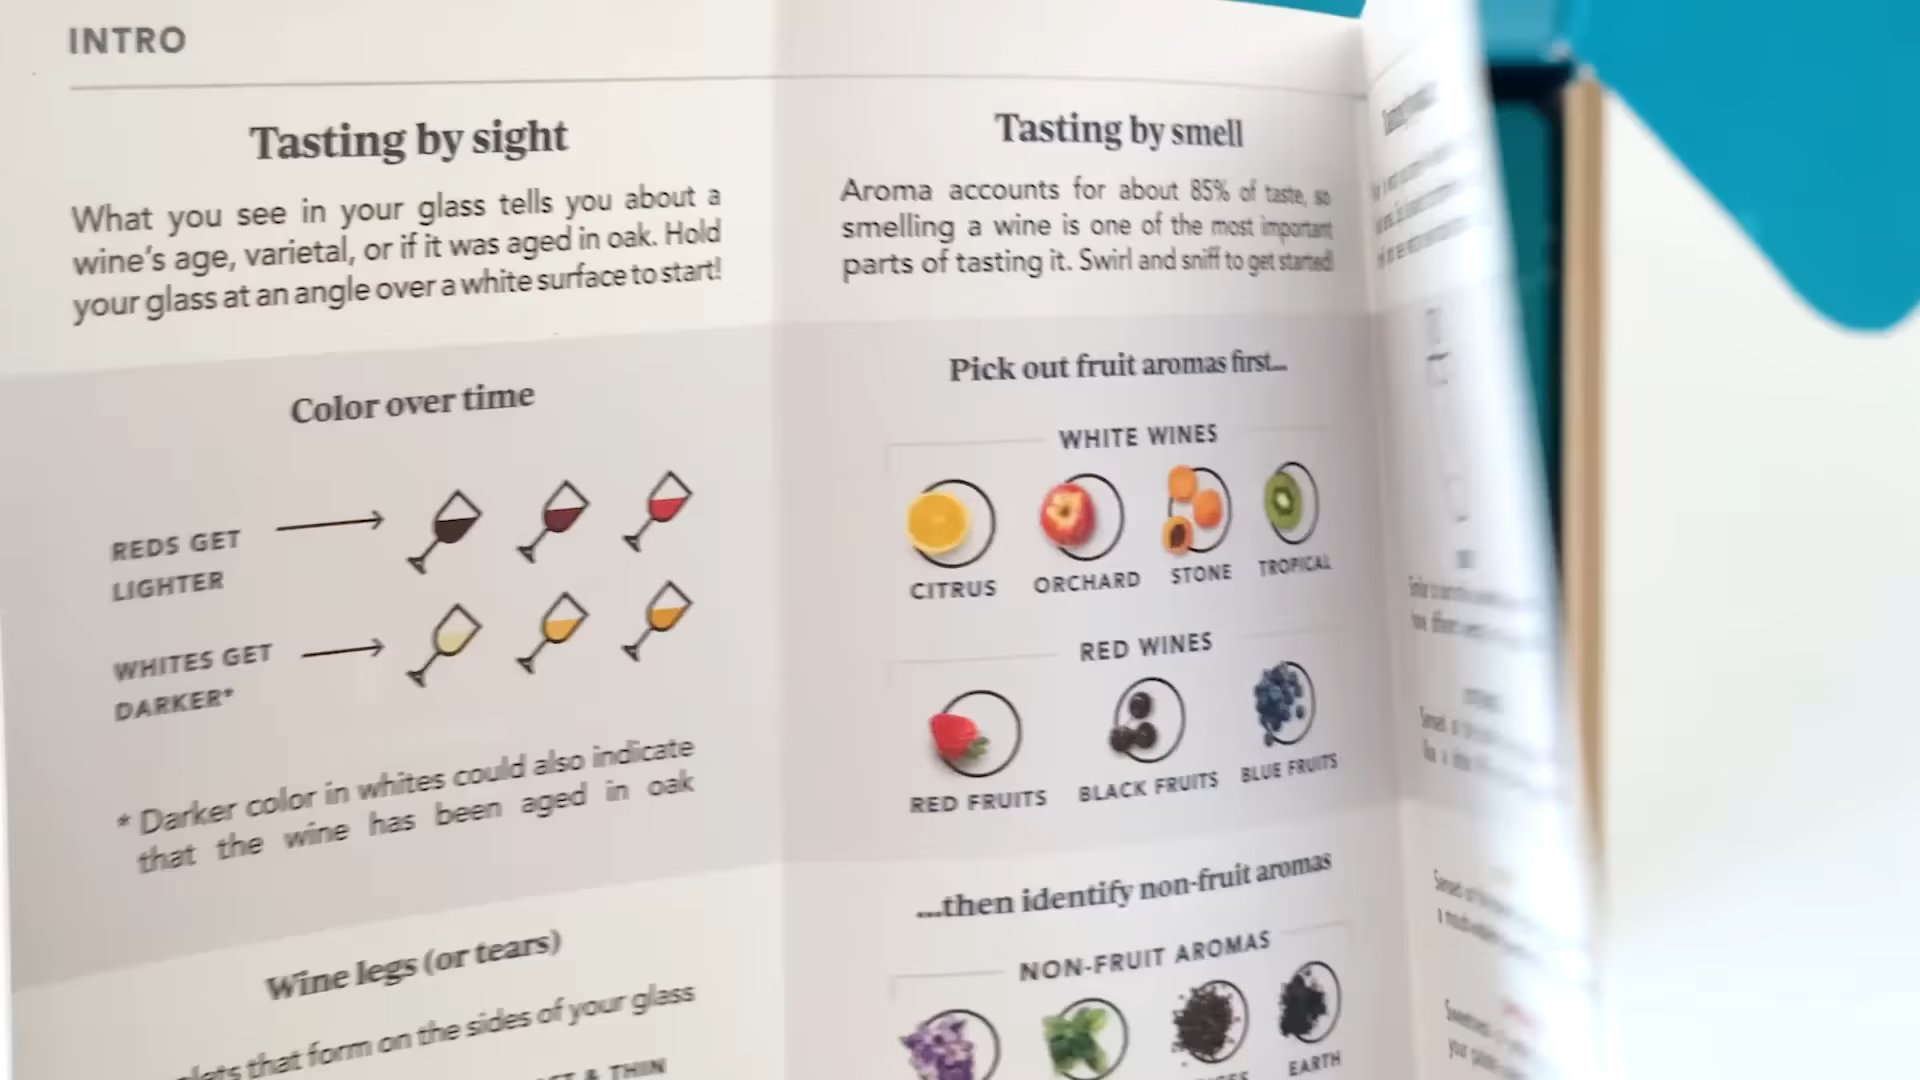 INTRO
Tasting by sight
What you see in your glass tells you about a
wine's age, varietal, or if it was aged in oak. Hold
your glass at an angle over a white surface to start!
Color over time
REDS GET
LIGHTER
WHITES GET
DARKER*
* Darker color in whites could also indicate
that the wine has been aged in oak
Wine legs (or tears)
that form on the sides of your glass
& THIN
Tasting by smell
Aroma accounts for about 85% of taste, so
smelling a wine is one of the most important
parts of tasting it. Swirl and sniff to get started!
Pick out fruit aromas first...
WHITE WINES
CITRUS
ORCHARD
STONE
TROPICAL
RED WINES
RED FRUITS
BLACK FRUITS
BLUE FRUITS
...then identify non-fruit aromas
NON-FRUIT AROMAS
EARTH